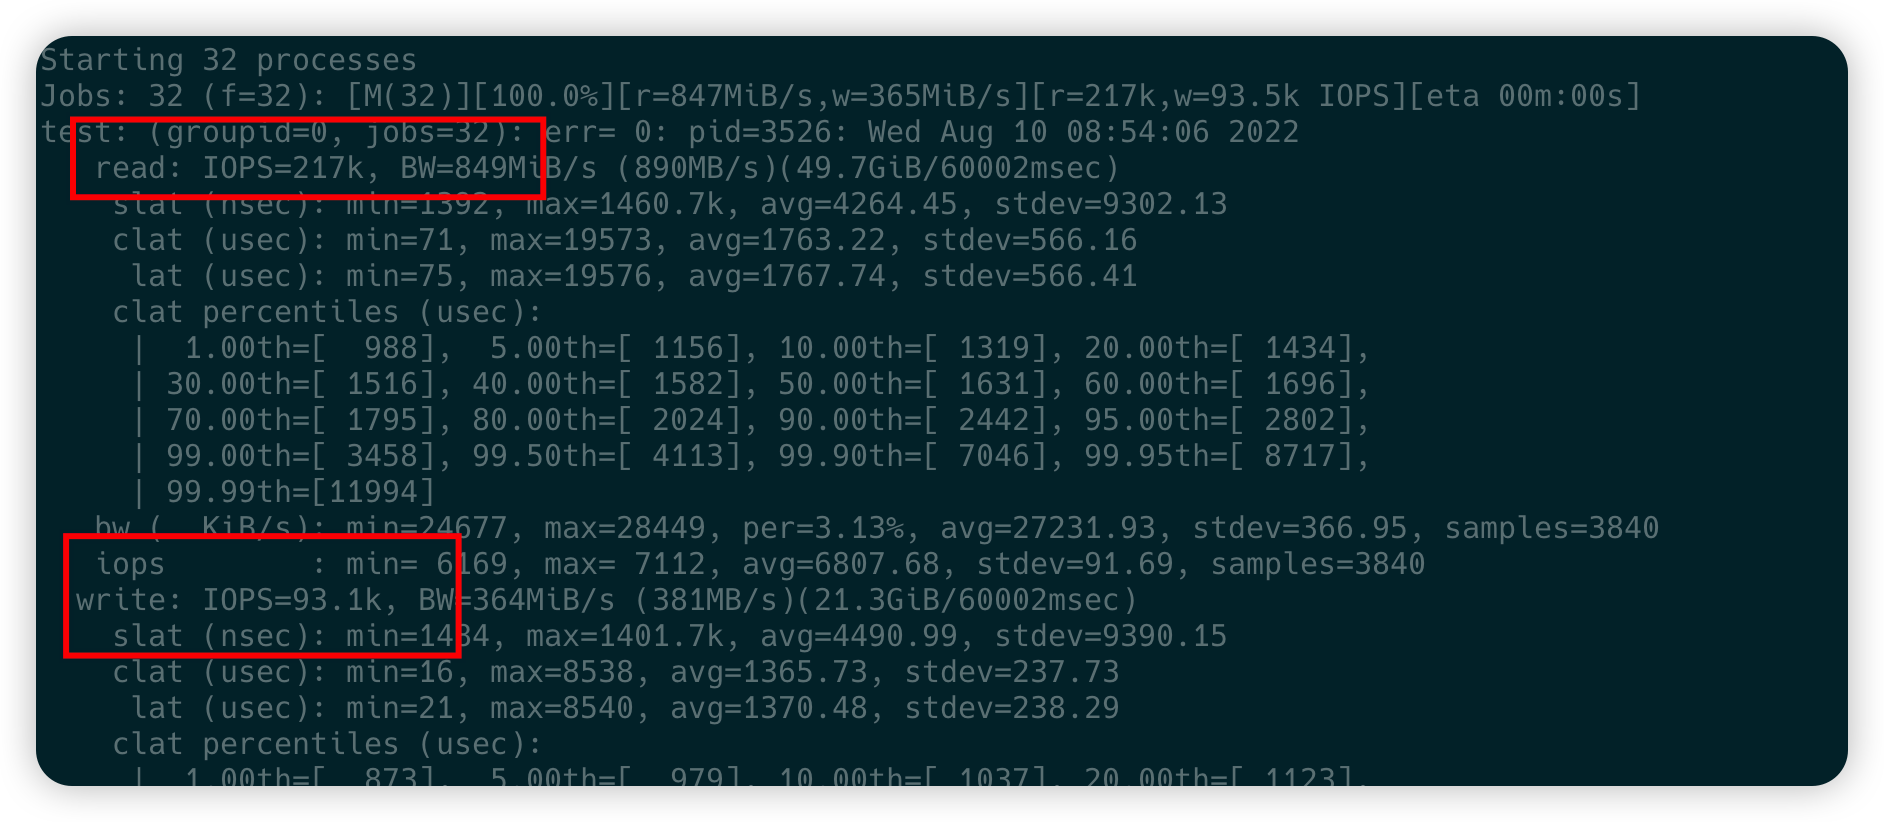 Starting 32 processes
Jobs: 32 (f=32): [M(32)][100.0%][r=847MiB/s,w=365MiB/s][r=217k,w=93.5k IOPS][eta 00m:00s]
test: (groupid=0, jobs=32): err= 0: pid=3526: Wed Aug 10 08:54:06 2022
   read: IOPS=217k, BW=849MiB/s (890MB/s)(49.7GiB/60002msec)
    slat (nsec): min=1392, max=1460.7k, avg=4264.45, stdev=9302.13
    clat (usec): min=71, max=19573, avg=1763.22, stdev=566.16
     lat (usec): min=75, max=19576, avg=1767.74, stdev=566.41
    clat percentiles (usec):
     |  1.00th=[  988],  5.00th=[ 1156], 10.00th=[ 1319], 20.00th=[ 1434],
     | 30.00th=[ 1516], 40.00th=[ 1582], 50.00th=[ 1631], 60.00th=[ 1696],
     | 70.00th=[ 1795], 80.00th=[ 2024], 90.00th=[ 2442], 95.00th=[ 2802],
     | 99.00th=[ 3458], 99.50th=[ 4113], 99.90th=[ 7046], 99.95th=[ 8717],
     | 99.99th=[11994]
   bw (  KiB/s): min=24677, max=28449, per=3.13%, avg=27231.93, stdev=366.95, samples=3840
   iops        : min= 6169, max= 7112, avg=6807.68, stdev=91.69, samples=3840
  write: IOPS=93.1k, BW=364MiB/s (381MB/s)(21.3GiB/60002msec)
    slat (nsec): min=1484, max=1401.7k, avg=4490.99, stdev=9390.15
    clat (usec): min=16, max=8538, avg=1365.73, stdev=237.73
     lat (usec): min=21, max=8540, avg=1370.48, stdev=238.29
    clat percentiles (usec):
     |  1.00th=[  873],  5.00th=[  979], 10.00th=[ 1037], 20.00th=[ 1123],